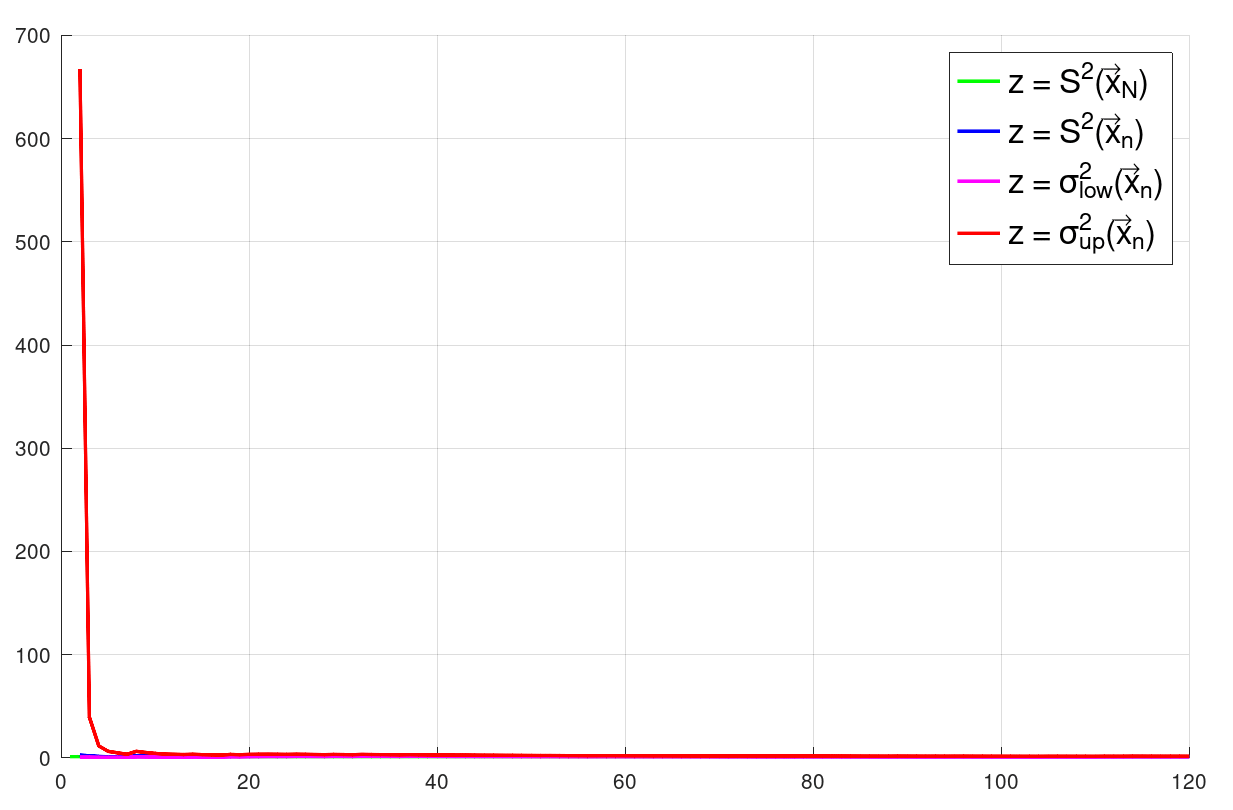 700
600
500
400
300
200
100
0
0 20 40 60 80 100 120
z = S²(x⃗_N)
z = S²(x⃗_n)
z = σ²_low(x⃗_n)
z = σ²_up(x⃗_n)